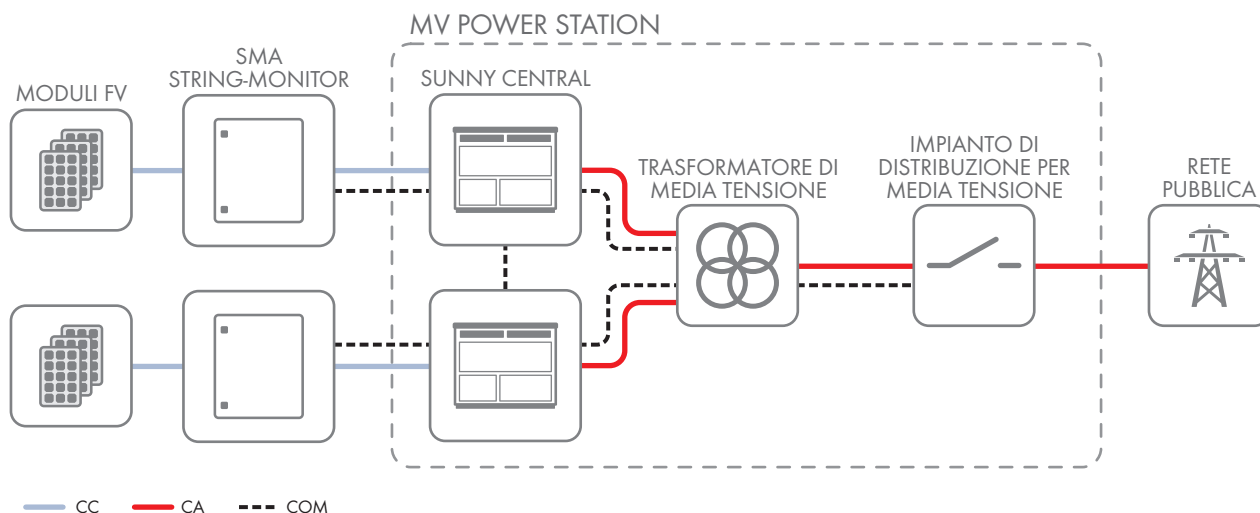 MV POWER STATION
SMA
STRING-MONITOR
SUNNY CENTRAL
MODULI FV
TRASFORMATORE DI
MEDIA TENSIONE
IMPIANTO DI
DISTRIBUZIONE PER
MEDIA TENSIONE
RETE
PUBBLICA
CC
CA
COM